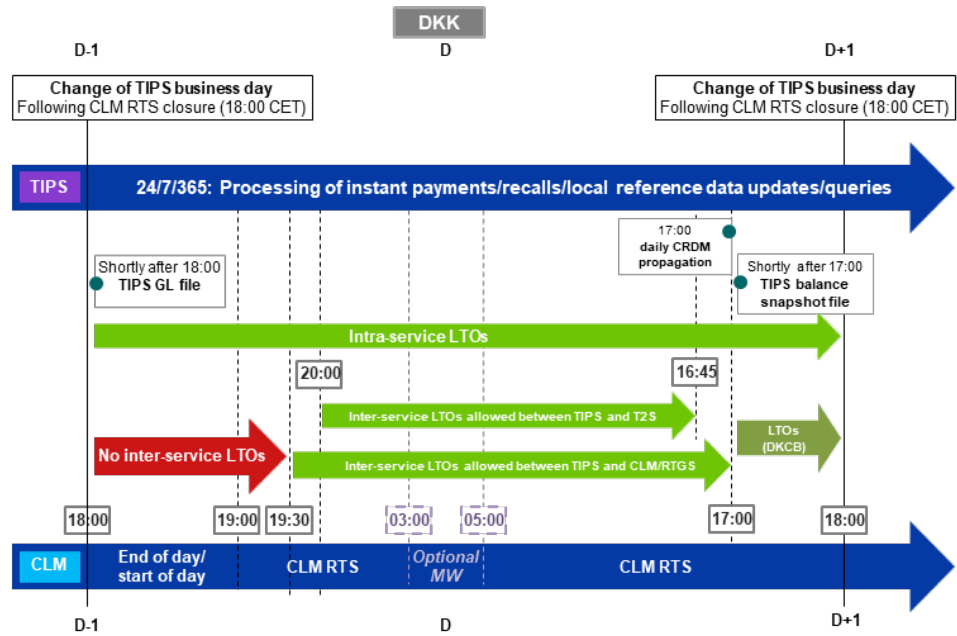 DKK
D-1
D
D+1
Change of TIPS business day
Following CLM RTS closure (18:00 CET)
Change of TIPS business day
Following CLM RTS closure (18:00 CET)
TIPS
24/7/365: Processing of instant payments/recalls/local reference data updates/queries
17:00
daily CRDM
propagation
Shortly after 18:00
TIPS GL file
Shortly after 17:00
TIPS balance
snapshot file
Intra-service LTOs
20:00
16:45
Inter-service LTOs allowed between TIPS and T2S
LTOs
(DKCB)
No inter-service LTOs
Inter-service LTOs allowed between TIPS and CLM/RTGS
18:00
19:00
19:30
03:00
05:00
17:00
18:00
CLM
End of day/
start of day
CLM RTS
Optional
MW
CLM RTS
D-1
D
D+1